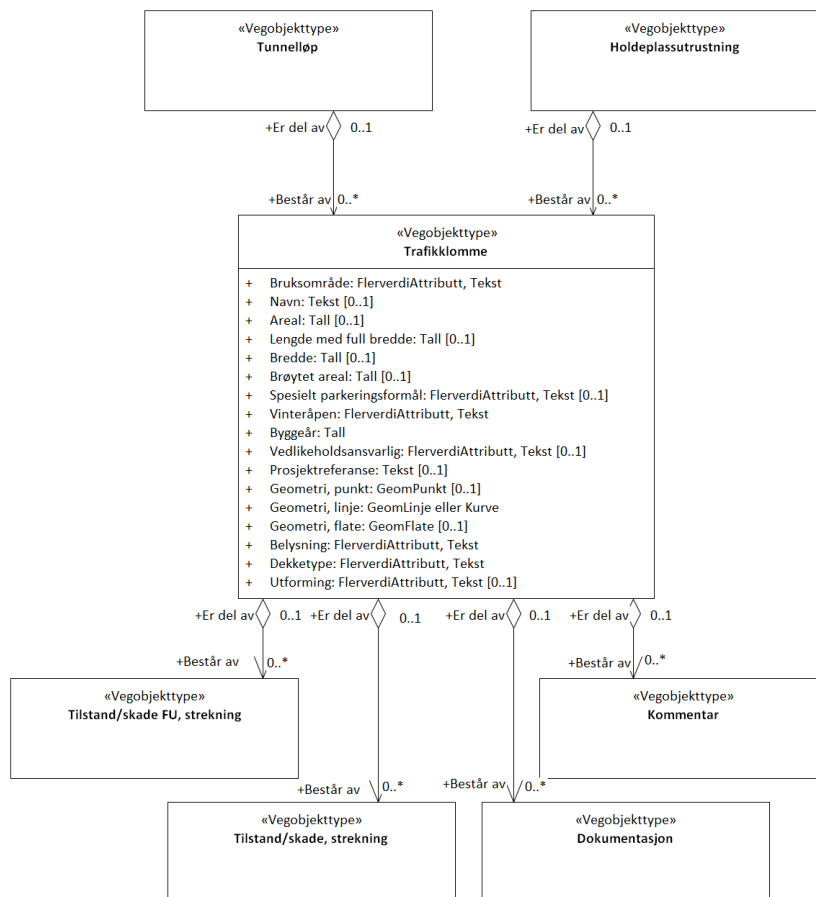 «Vegobjekttype»
Tunnelløp
«Vegobjekttype»
Holdeplassutrustning
+Er del av 0..1
+Er del av 0..1
+Består av 0..*
+Består av 0..*
«Vegobjekttype»
Trafikklomme
+ Bruksområde: FlerverdiAttributt, Tekst
+ Navn: Tekst [0..1]
+ Areal: Tall [0..1]
+ Lengde med full bredde: Tall [0..1]
+ Bredde: Tall [0..1]
+ Brøytet areal: Tall [0..1]
+ Spesielt parkeringsformål: FlerverdiAttributt, Tekst [0..1]
+ Vinteråpen: FlerverdiAttributt, Tekst
+ Byggeår: Tall
+ Vedlikeholdsansvarlig: FlerverdiAttributt, Tekst [0..1]
+ Prosjektreferanse: Tekst [0..1]
+ Geometri, punkt: GeomPunkt [0..1]
+ Geometri, linje: GeomLinje eller Kurve
+ Geometri, flate: GeomFlate [0..1]
+ Belysning: FlerverdiAttributt, Tekst
+ Dekketype: FlerverdiAttributt, Tekst
+ Utforming: FlerverdiAttributt, Tekst [0..1]
+Er del av 0..1
+Er del av 0..1
+Er del av 0..1
+Er del av 0..1
+Består av 0..*
+Består av 0..*
«Vegobjekttype»
Tilstand/skade FU, strekning
«Vegobjekttype»
Kommentar
+Består av 0..*
+Består av 0..*
«Vegobjekttype»
Tilstand/skade, strekning
«Vegobjekttype»
Dokumentasjon